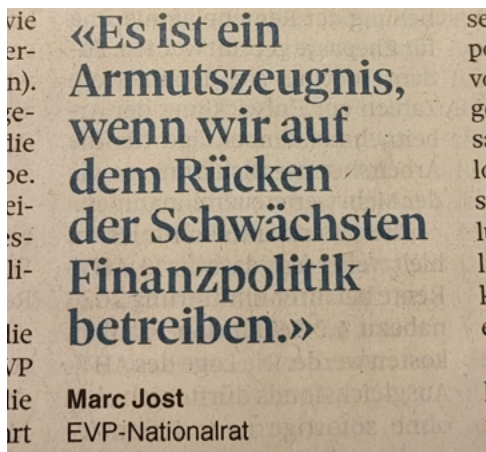 «Es ist ein
Armutszeugnis,
wenn wir auf
dem Rücken
der Schwächsten
Finanzpolitik
betreiben.»
Marc Jost
EVP-Nationalrat